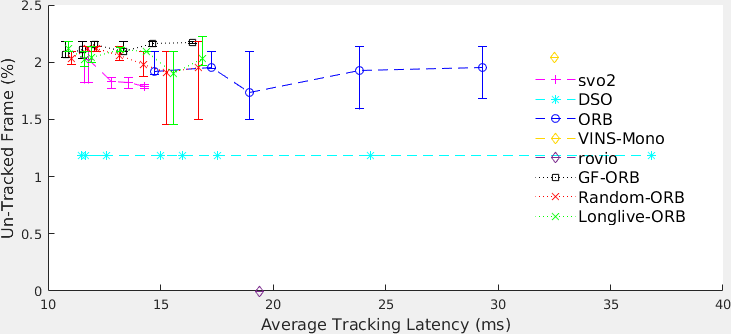 2.5
2
1.5
1
0.5
0
Un-Tracked Frame (%)
svo2
DSO
ORB
VINS-Mono
rovio
GF-ORB
Random-ORB
Longlive-ORB
10 15 20 25 30 35 40
Average Tracking Latency (ms)